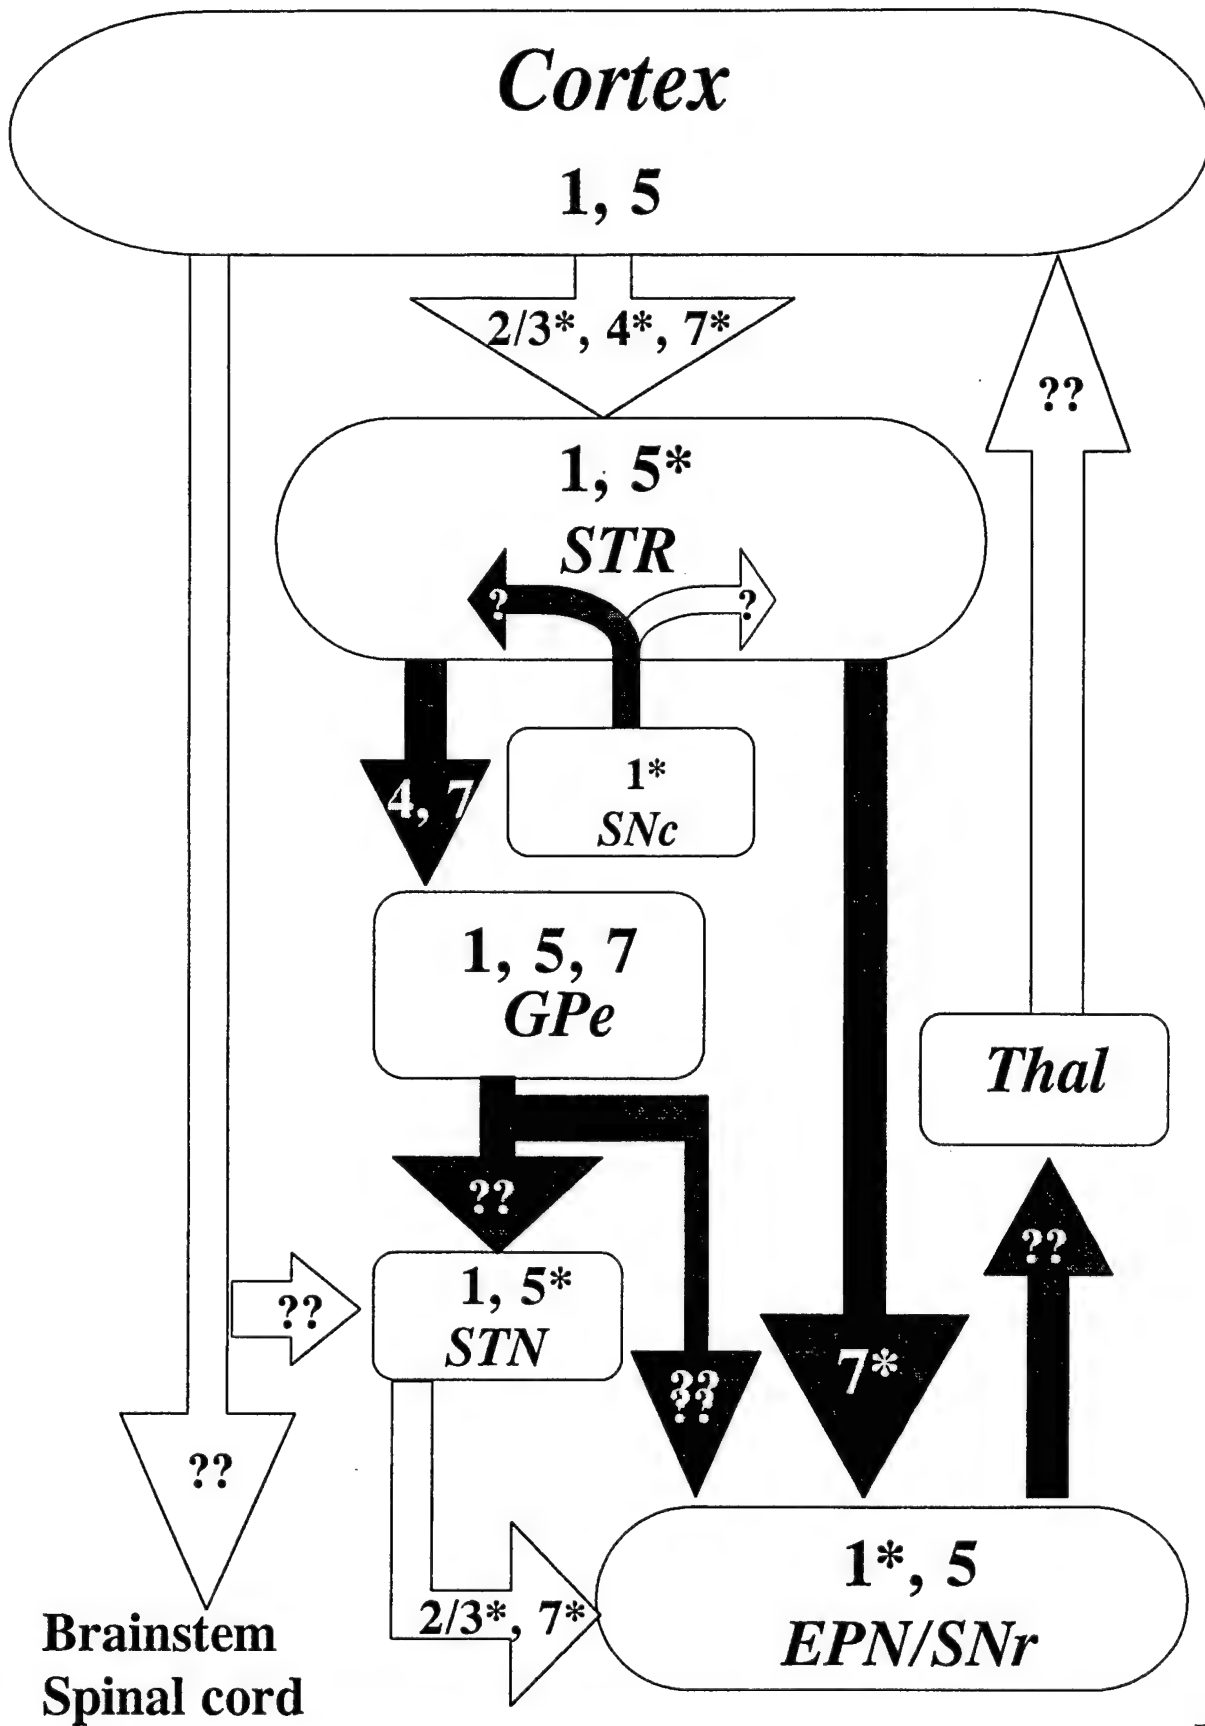 Cortex
1, 5
2/3*, 4*, 7*
??
1, 5*
STR
?
?
1*
SNc
4, 7
1, 5, 7
GPe
Thal
??
??
??
1, 5*
STN
??
??
7*
??
2/3*, 7*
1*, 5
EPN/SNr
Brainstem
Spinal cord